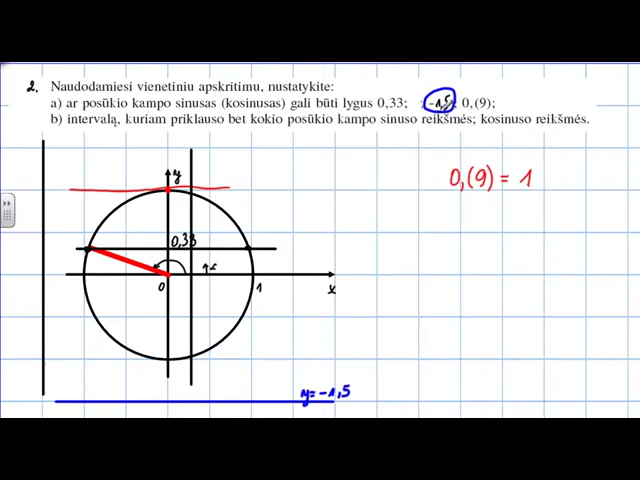 2. Naudodamiesi vienetiniu apskritimu, nustatykite:
a) ar posūkio kampo sinusas (kosinusas) gali būti lygus 0,33; -1,5; 0,(9);
b) intervalą, kuriam priklauso bet kokio posūkio kampo sinuso reikšmės; kosinuso reikšmės.
y
0,(9) = 1
0,33
0 1 x
y=-1,5